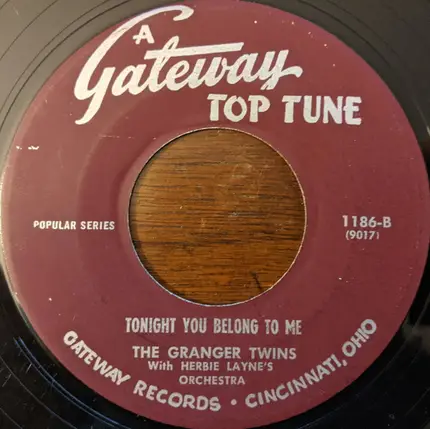 A
Gateway
TOP TUNE
POPULAR SERIES
1186-B
(9017)
TONIGHT YOU BELONG TO ME
THE GRANGER TWINS
With HERBIE LAYNE'S
ORCHESTRA
GATEWAY RECORDS • CINCINNATI, OHIO